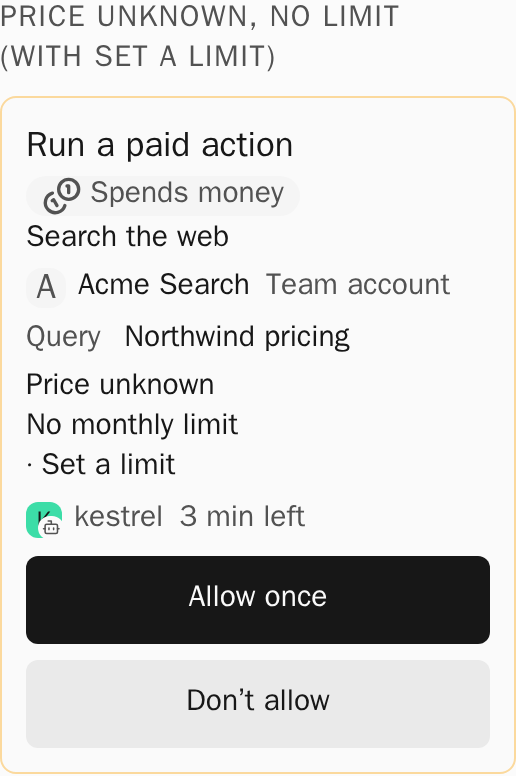 PRICE UNKNOWN, NO LIMIT
(WITH SET A LIMIT)
Run a paid action
Spends money
Search the web
A Acme Search Team account
Query Northwind pricing
Price unknown
No monthly limit
· Set a limit
kestrel 3 min left
Allow once
Don’t allow